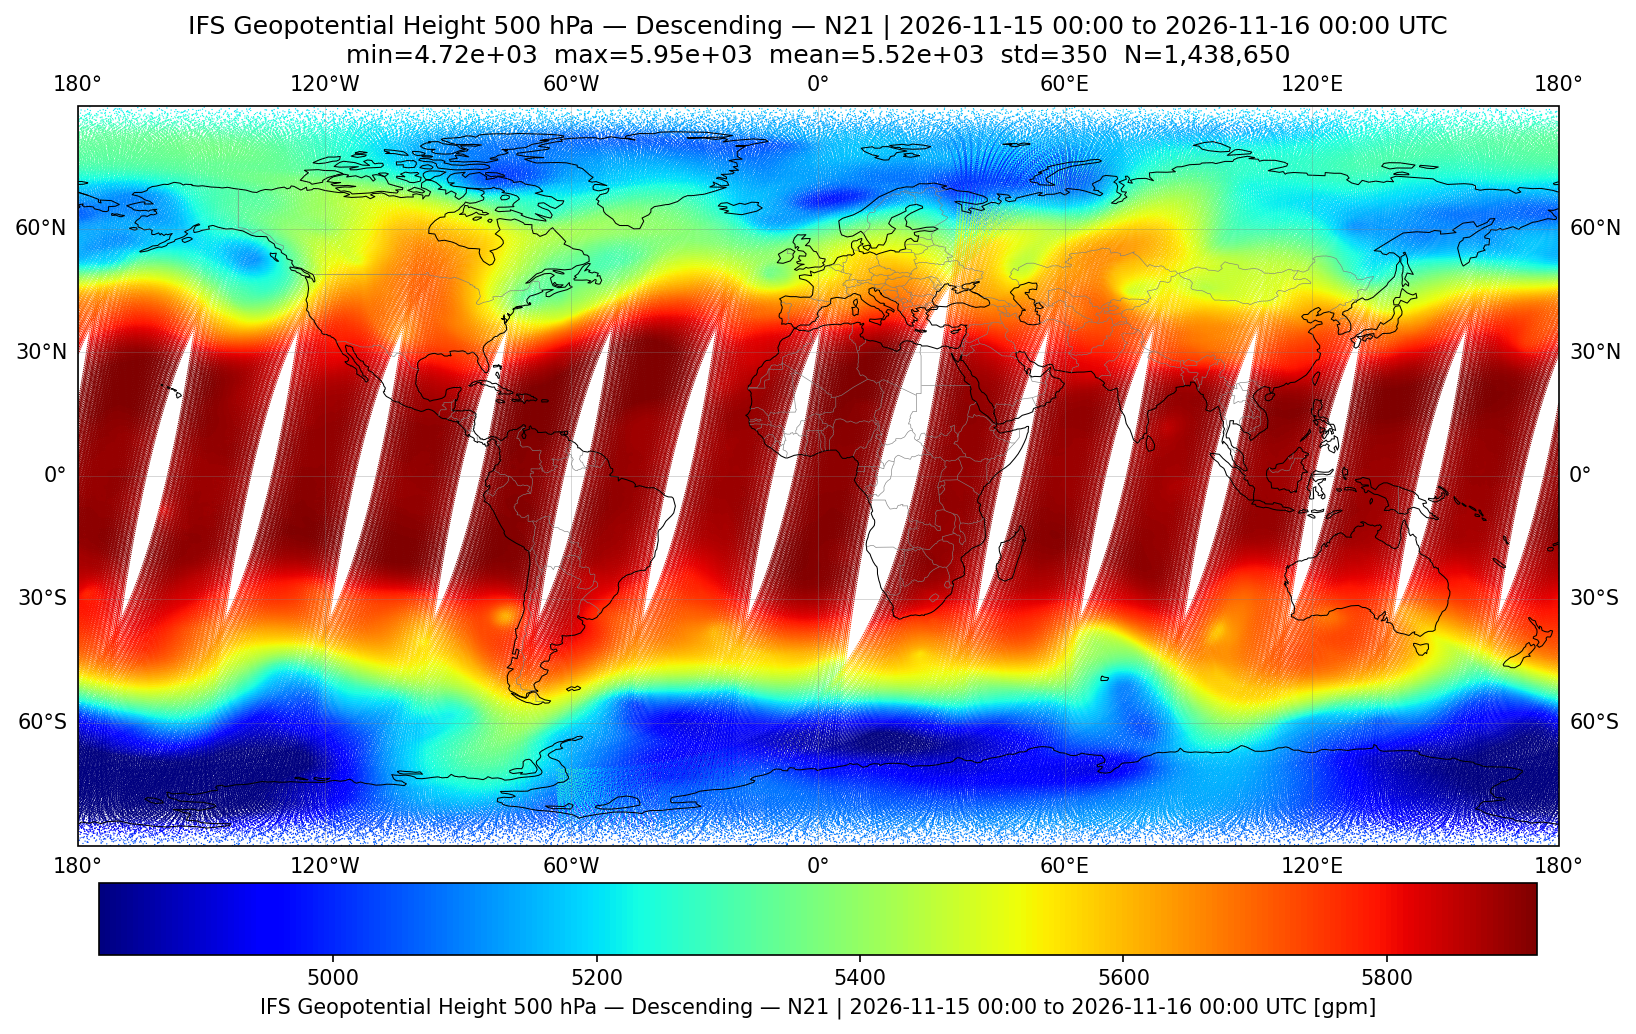 IFS Geopotential Height 500 hPa — Descending — N21 | 2026-11-15 00:00 to 2026-11-16 00:00 UTC
min=4.72e+03 max=5.95e+03 mean=5.52e+03 std=350 N=1,438,650
180° 120°W 60°W 0° 60°E 120°E 180°
60°N 60°N
30°N 30°N
0° 0°
30°S 30°S
60°S 60°S
180° 120°W 60°W 0° 60°E 120°E 180°
5000 5200 5400 5600 5800
IFS Geopotential Height 500 hPa — Descending — N21 | 2026-11-15 00:00 to 2026-11-16 00:00 UTC [gpm]